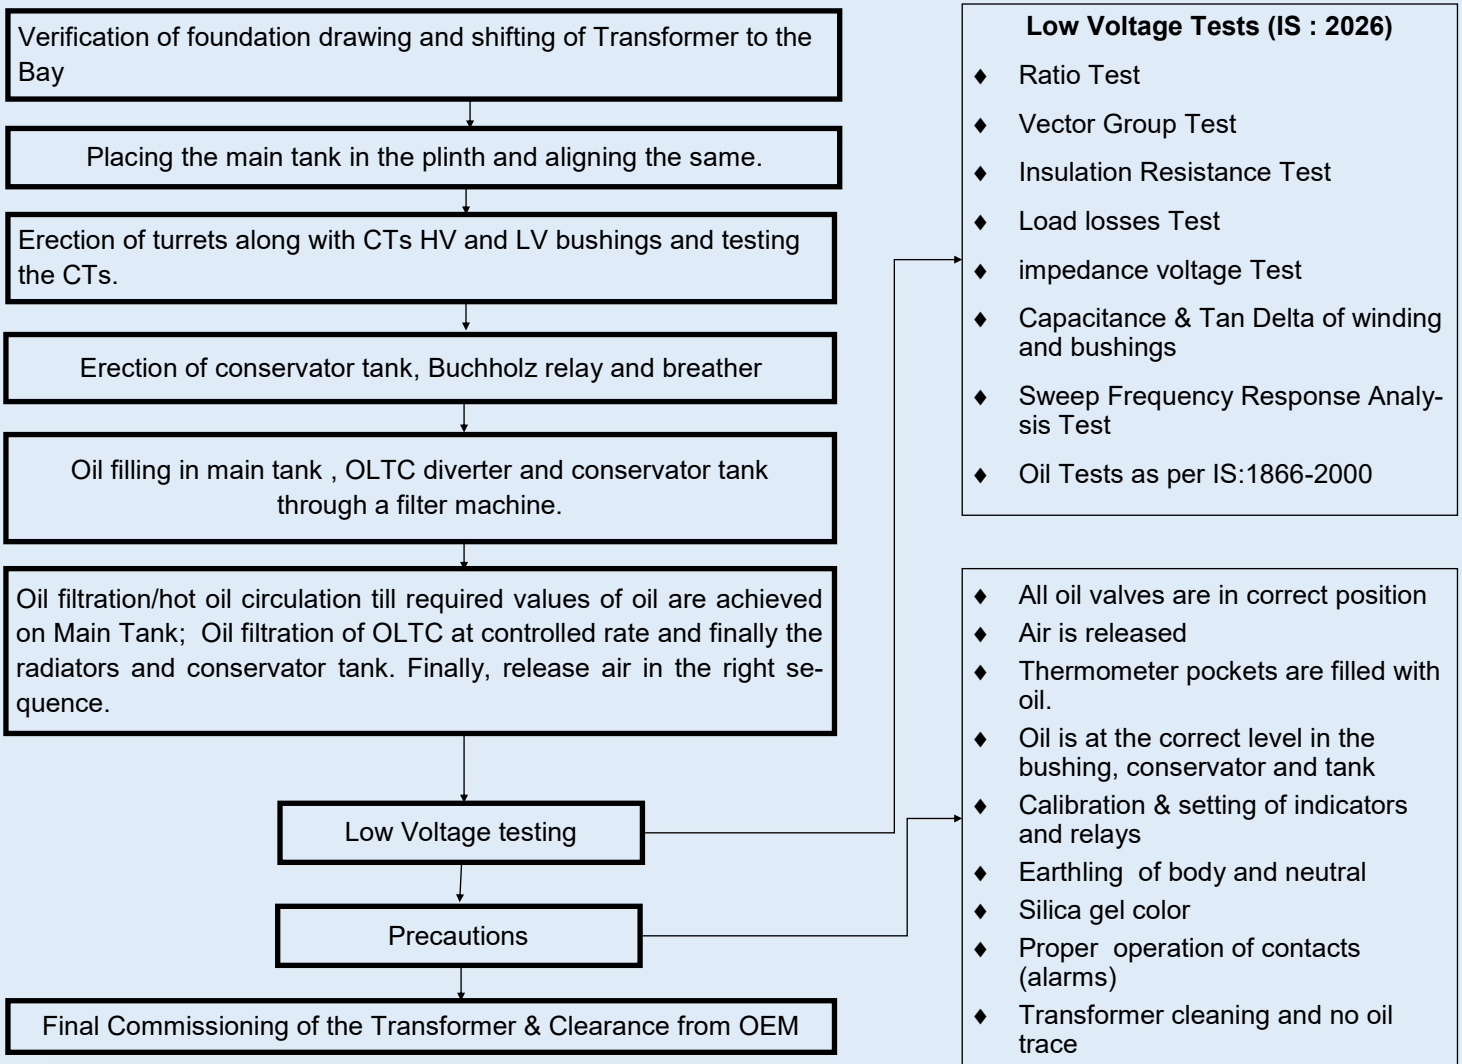 Verification of foundation drawing and shifting of Transformer to the
Bay
Placing the main tank in the plinth and aligning the same.
Erection of turrets along with CTs HV and LV bushings and testing
the CTs.
Erection of conservator tank, Buchholz relay and breather
Oil filling in main tank , OLTC diverter and conservator tank
through a filter machine.
Oil filtration/hot oil circulation till required values of oil are achieved
on Main Tank;  Oil filtration of OLTC at controlled rate and finally the
radiators and conservator tank. Finally, release air in the right se-
quence.
Low Voltage testing
Precautions
Final Commissioning of the Transformer & Clearance from OEM
Low Voltage Tests (IS : 2026)
♦ Ratio Test
♦ Vector Group Test
♦ Insulation Resistance Test
♦ Load losses Test
♦ impedance voltage Test
♦ Capacitance & Tan Delta of winding
and bushings
♦ Sweep Frequency Response Analy-
sis Test
♦ Oil Tests as per IS:1866-2000
♦ All oil valves are in correct position
♦ Air is released
♦ Thermometer pockets are filled with
oil.
♦ Oil is at the correct level in the
bushing, conservator and tank
♦ Calibration & setting of indicators
and relays
♦ Earthling  of body and neutral
♦ Silica gel color
♦ Proper  operation of contacts
(alarms)
♦ Transformer cleaning and no oil
trace